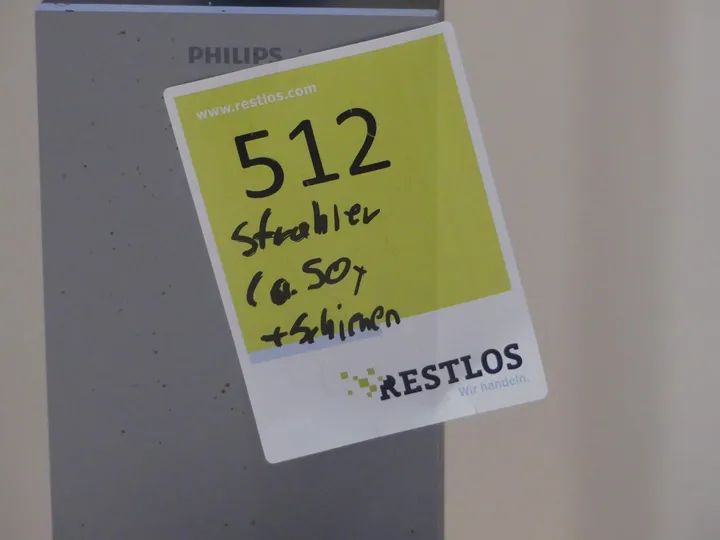 PHILIPS
www.restlos.com
512
Strahler
Ca. 50x
+ Schienen
RESTLOS
Wir handeln.